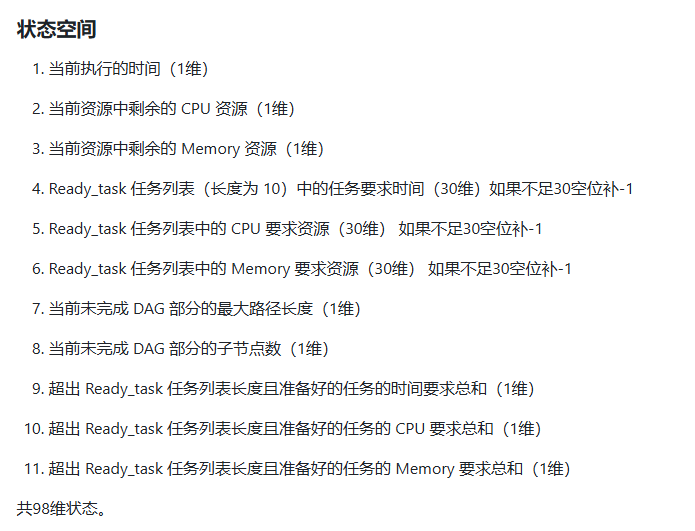 状态空间
1. 当前执行的时间（1维）
2. 当前资源中剩余的 CPU 资源（1维）
3. 当前资源中剩余的 Memory 资源（1维）
4. Ready_task 任务列表（长度为 10）中的任务要求时间（30维）如果不足30空位补-1
5. Ready_task 任务列表中的 CPU 要求资源（30维） 如果不足30空位补-1
6. Ready_task 任务列表中的 Memory 要求资源（30维） 如果不足30空位补-1
7. 当前未完成 DAG 部分的最大路径长度（1维）
8. 当前未完成 DAG 部分的子节点数（1维）
9. 超出 Ready_task 任务列表长度且准备好的任务的时间要求总和（1维）
10. 超出 Ready_task 任务列表长度且准备好的任务的 CPU 要求总和（1维）
11. 超出 Ready_task 任务列表长度且准备好的任务的 Memory 要求总和（1维）
共98维状态。